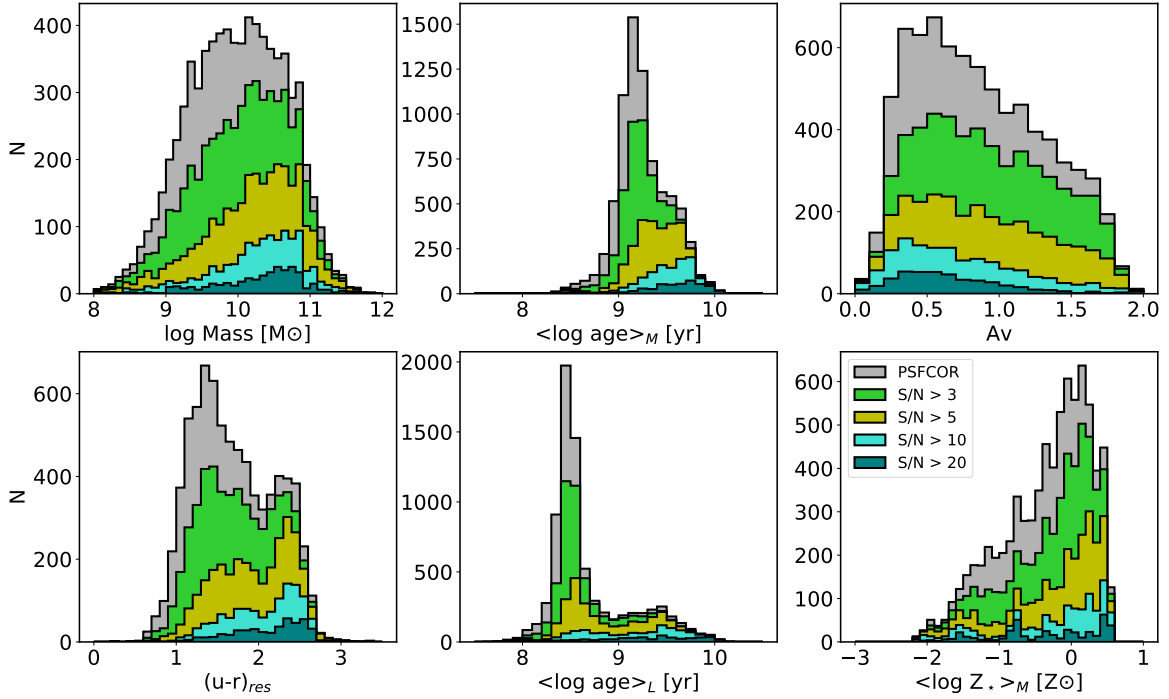 400
300
200
100
0
N
8 9 10 11 12
log Mass [M⊙]
1500
1250
1000
750
500
250
0
8 9 10
<log age>M [yr]
600
400
200
0
0.0 0.5 1.0 1.5 2.0
Av
600
400
200
0
N
0 1 2 3
(u-r)res
2000
1500
1000
500
0
8 9 10
<log age>L [yr]
600
500
400
300
200
100
0
PSFCOR
S/N > 3
S/N > 5
S/N > 10
S/N > 20
−3 −2 −1 0 1
<log Z⋆>M [Z⊙]